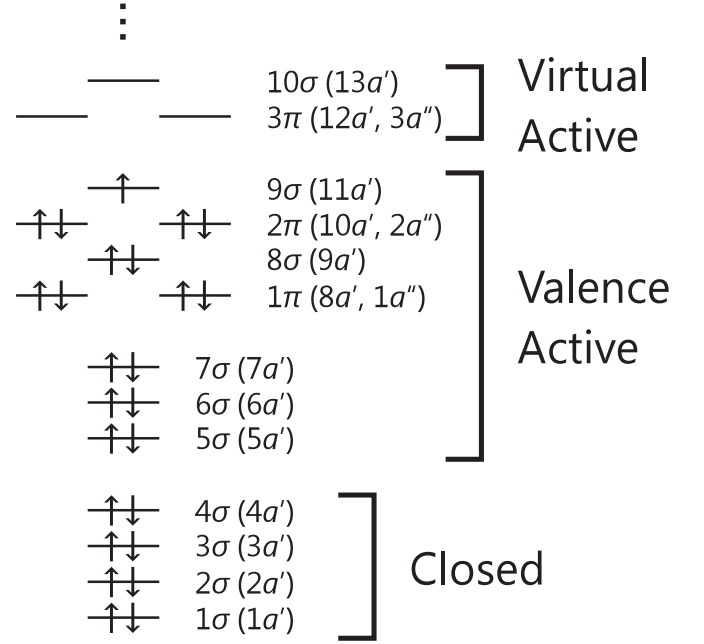 10σ (13a′)
3π (12a′, 3a″)
Virtual
Active
9σ (11a′)
2π (10a′, 2a″)
8σ (9a′)
1π (8a′, 1a″)
7σ (7a′)
6σ (6a′)
5σ (5a′)
Valence
Active
4σ (4a′)
3σ (3a′)
2σ (2a′)
1σ (1a′)
Closed